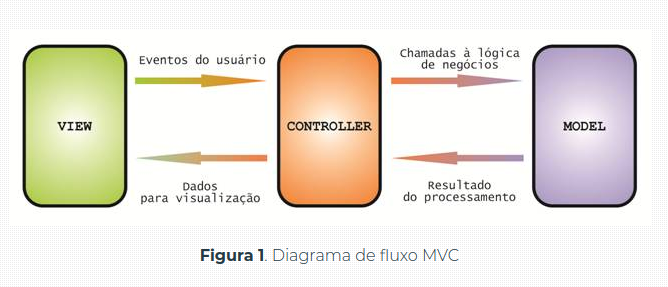 Eventos do usuário
Chamadas à lógica
de negócios
VIEW
CONTROLLER
MODEL
Dados
para visualização
Resultado
do processamento
Figura 1. Diagrama de fluxo MVC